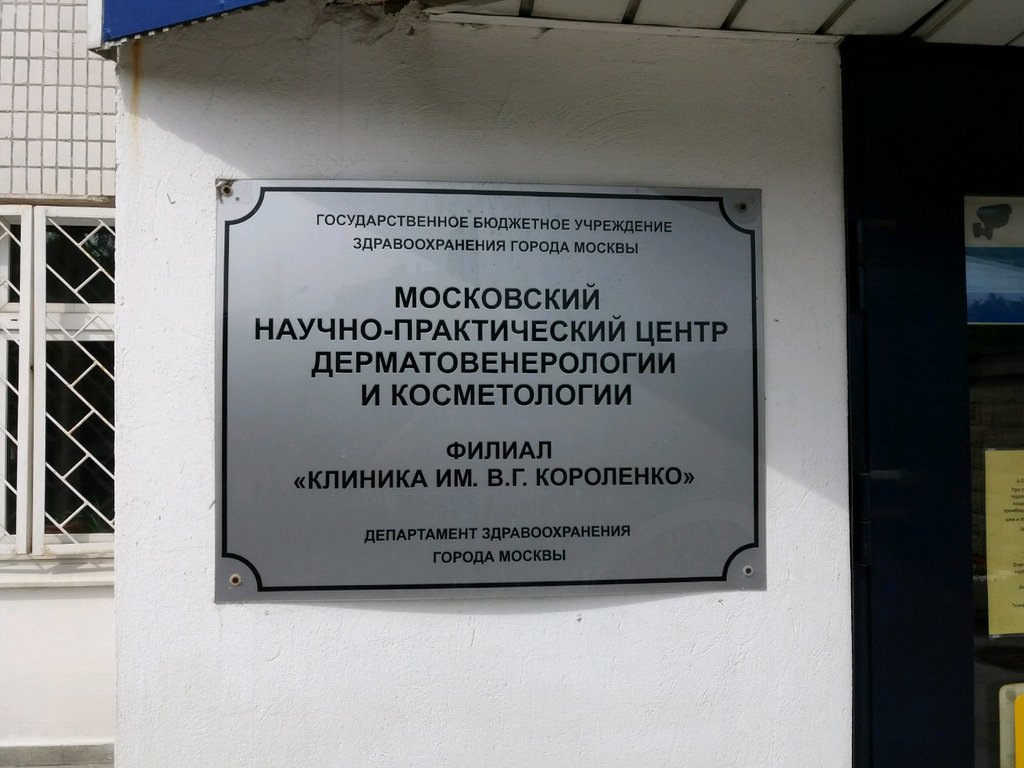 ГОСУДАРСТВЕННОЕ БЮДЖЕТНОЕ УЧРЕЖДЕНИЕ
ЗДРАВООХРАНЕНИЯ ГОРОДА МОСКВЫ
МОСКОВСКИЙ
НАУЧНО-ПРАКТИЧЕСКИЙ ЦЕНТР
ДЕРМАТОВЕНЕРОЛОГИИ
И КОСМЕТОЛОГИИ
ФИЛИАЛ
«КЛИНИКА ИМ. В.Г. КОРОЛЕНКО»
ДЕПАРТАМЕНТ ЗДРАВООХРАНЕНИЯ
ГОРОДА МОСКВЫ